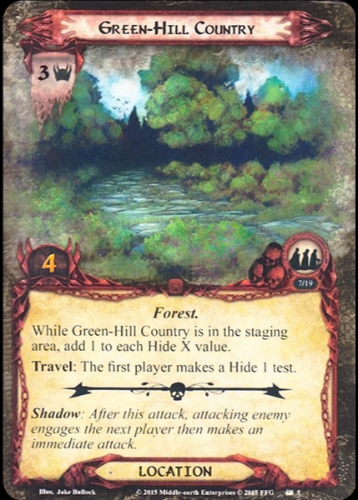 Green-Hill Country
3
4
7/19
Forest.
While Green-Hill Country is in the staging
area, add 1 to each Hide X value.
Travel: The first player makes a Hide 1 test.
Shadow: After this attack, attacking enemy
engages the next player then makes an
immediate attack.
LOCATION
Illus. Jake Bullock
© 2015 Middle-earth Enterprises © 2015 FFG
5